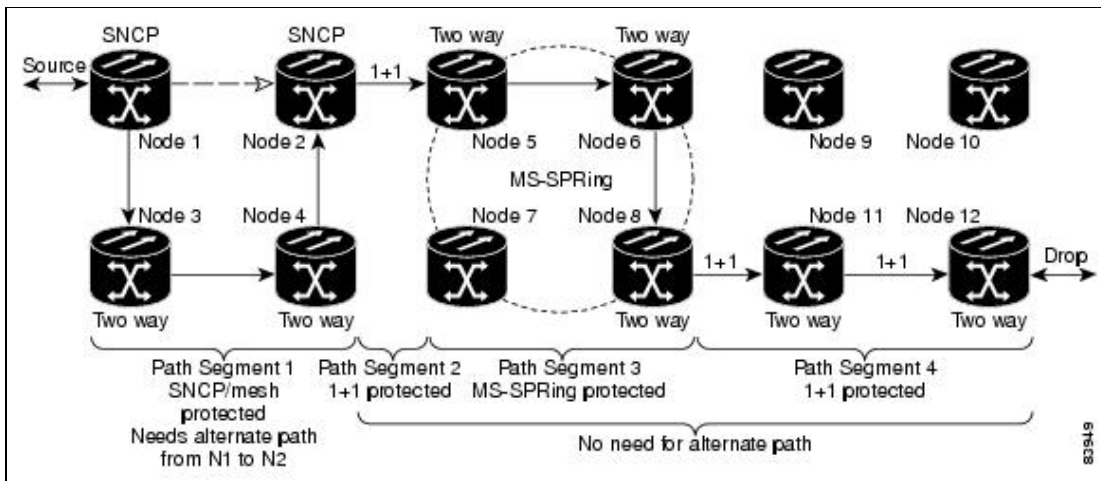 SNCP
SNCP
Two way
Two way
Source
1+1
Node 1
Node 2
Node 5
Node 6
Node 9
Node 10
MS-SPRing
Node 3
Node 4
Node 7
Node 8
Node 11
Node 12
1+1
1+1
Drop
Two way
Two way
Two way
Two way
Two way
Path Segment 1
SNCP/mesh
protected
Needs alternate path
from N1 to N2
Path Segment 2
1+1 protected
Path Segment 3
MS-SPRing protected
Path Segment 4
1+1 protected
No need for alternate path
83949